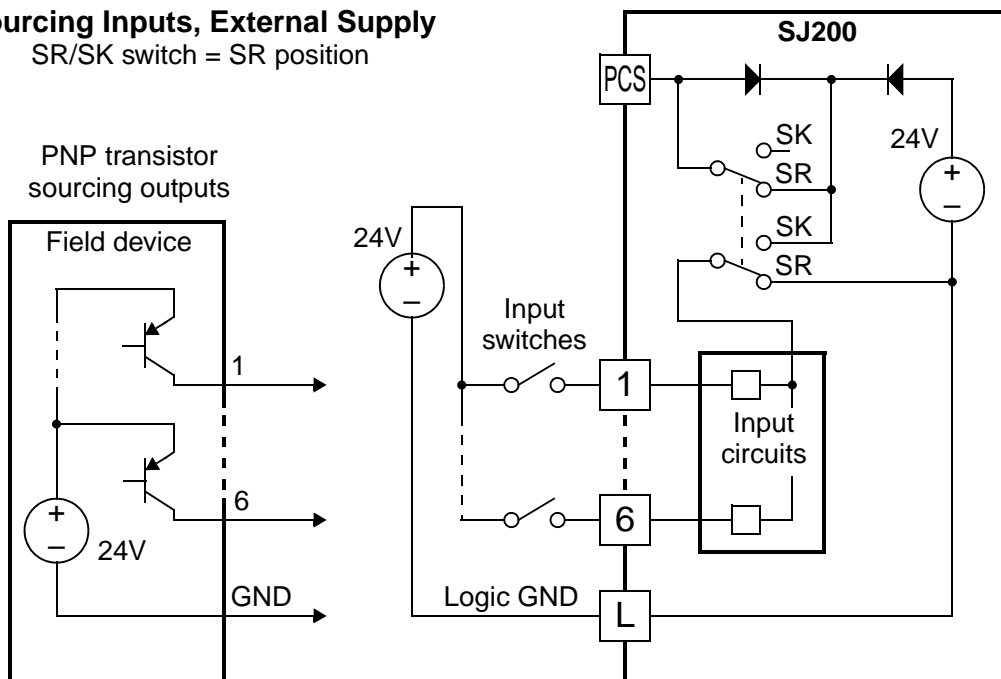 ourcing Inputs, External Supply
SR/SK switch = SR position
SJ200
PCS
SK
SR
24V
+
–
SK
SR
PNP transistor
sourcing outputs
Field device
1
6
+
–
24V
GND
24V
+
–
Input
switches
1
6
Input
circuits
Logic GND
L